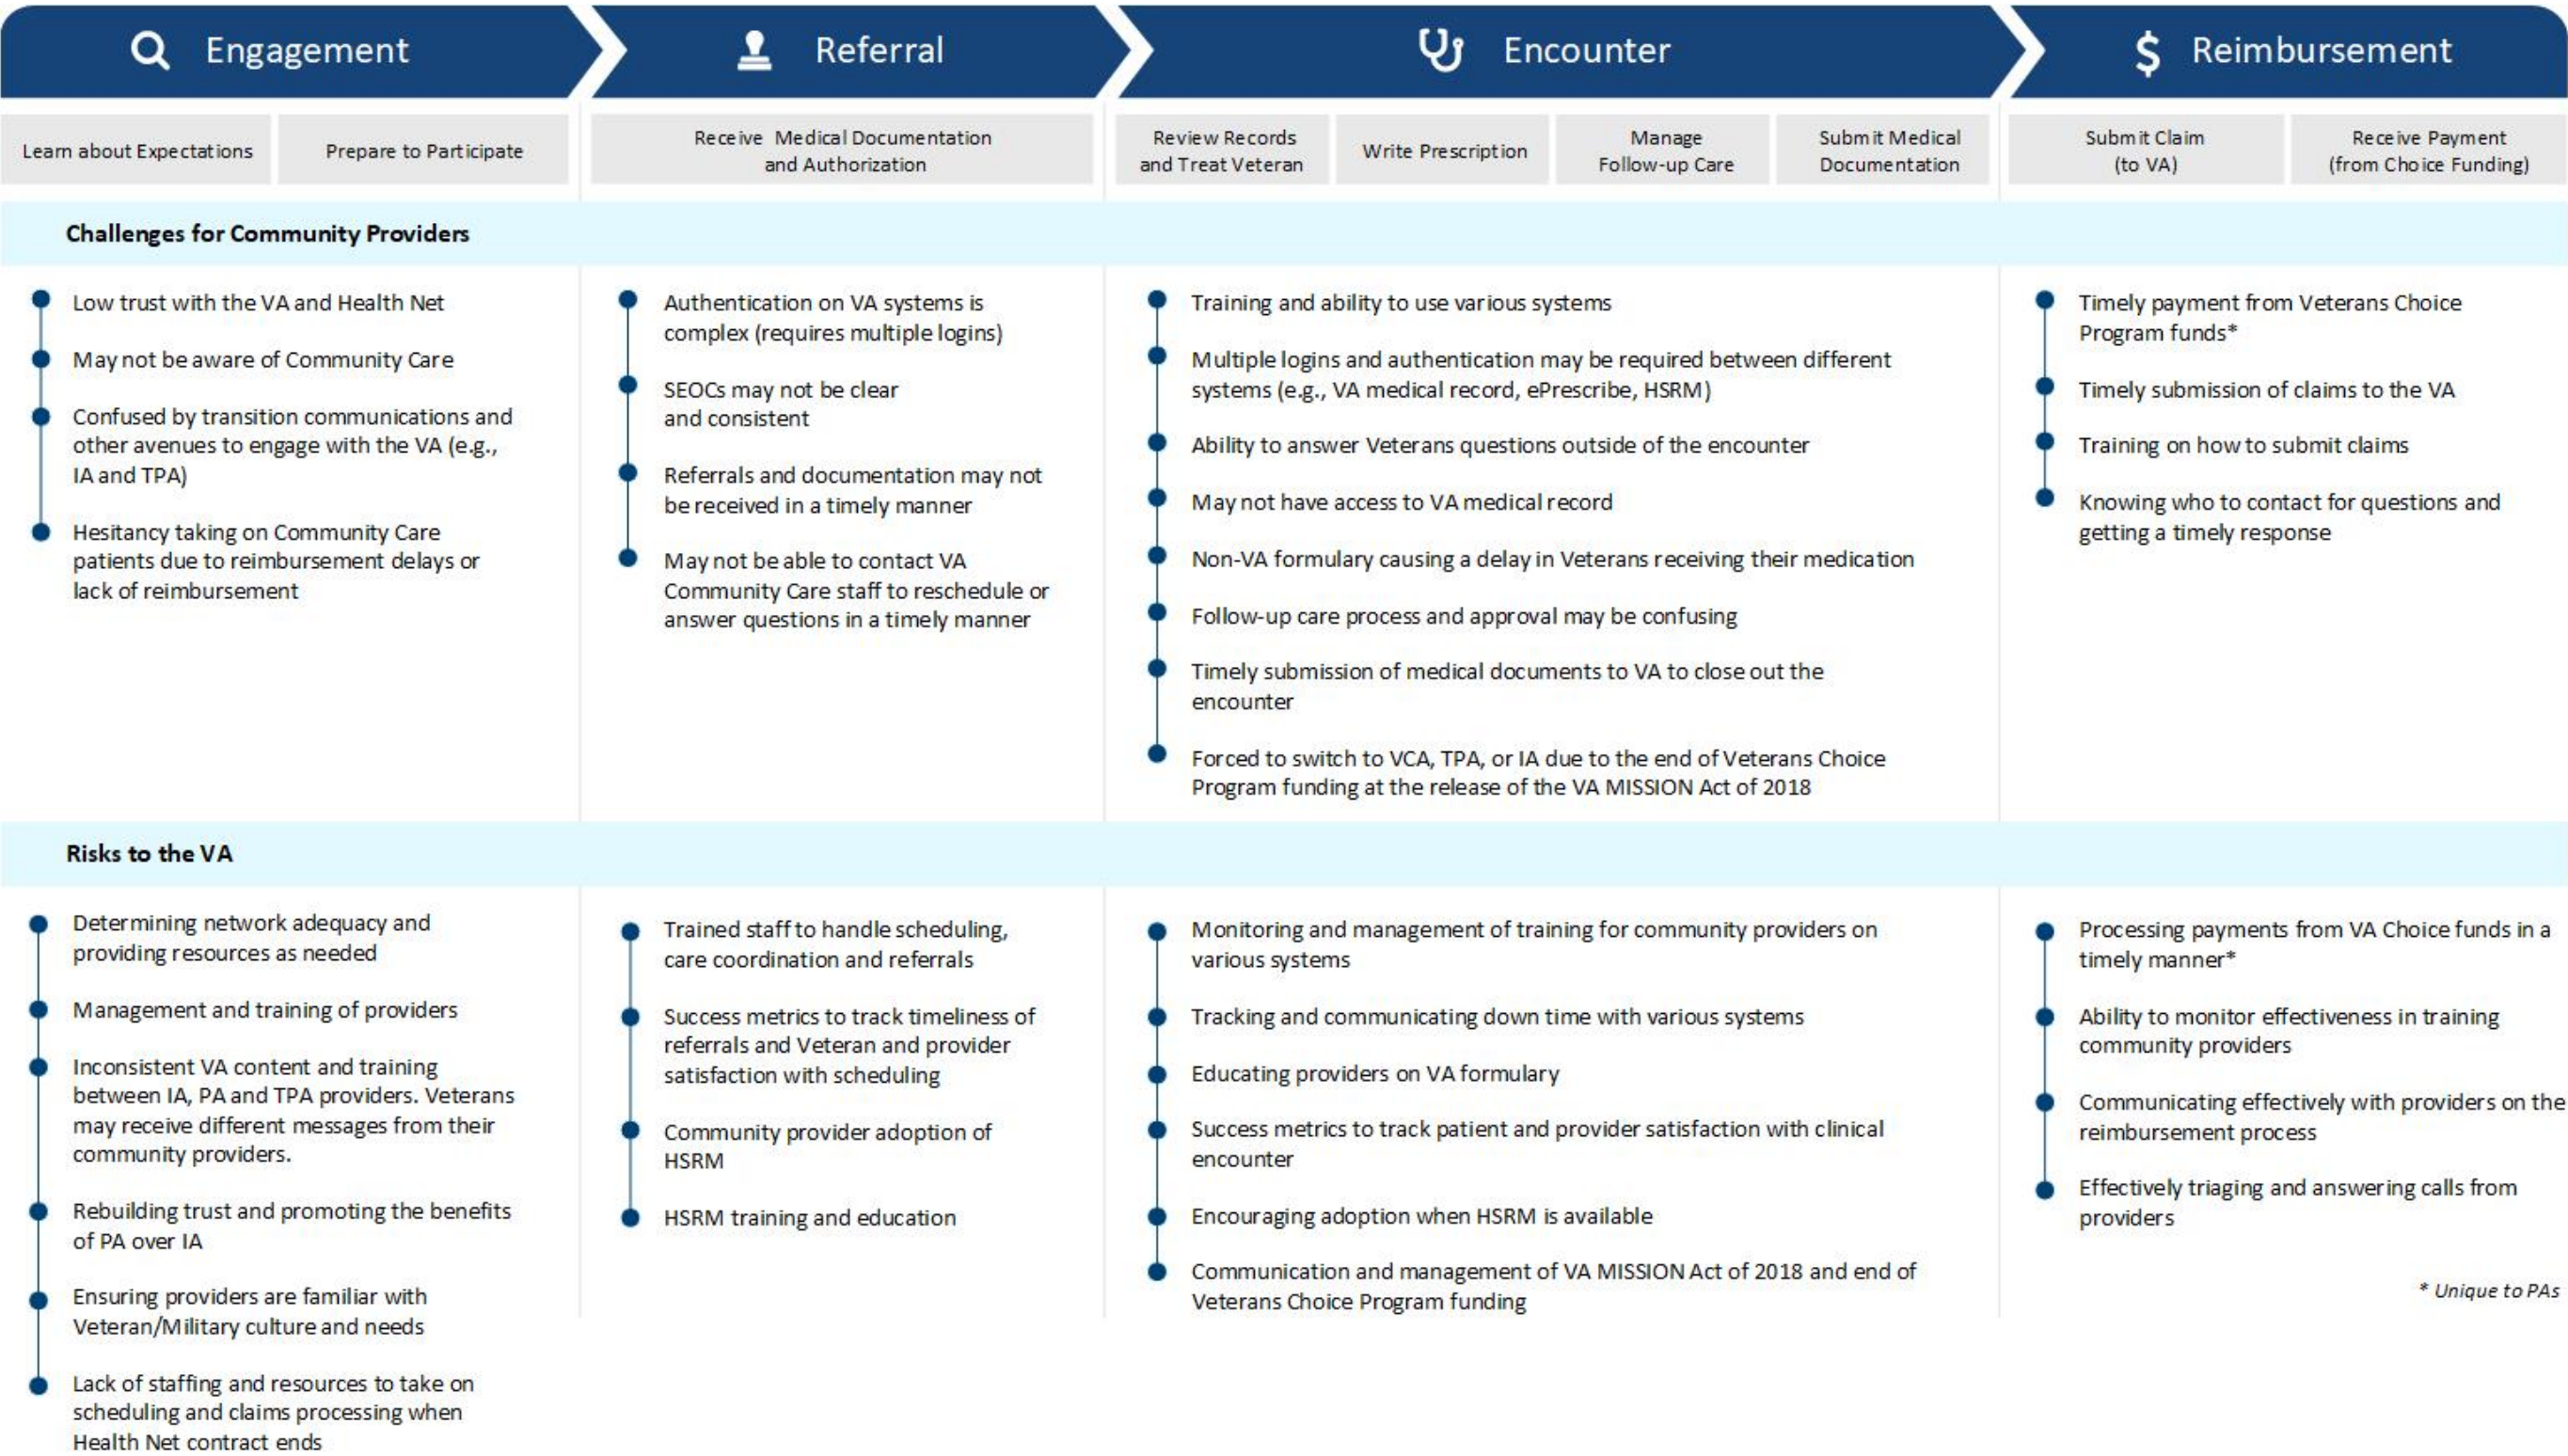 Engagement
Referral
Encounter
Reimbursement
Learn about Expectations
Prepare to Participate
Receive Medical Documentation
and Authorization
Review Records
and Treat Veteran
Write Prescription
Manage
Follow-up Care
Submit Medical
Documentation
Submit Claim
(to VA)
Receive Payment
(from Choice Funding)
Challenges for Community Providers
Low trust with the VA and Health Net
May not be aware of Community Care
Confused by transition communications and
other avenues to engage with the VA (e.g.,
IA and TPA)
Hesitancy taking on Community Care
patients due to reimbursement delays or
lack of reimbursement
Authentication on VA systems is
complex (requires multiple logins)
SEOCs may not be clear
and consistent
Referrals and documentation may not
be received in a timely manner
May not be able to contact VA
Community Care staff to reschedule or
answer questions in a timely manner
Training and ability to use various systems
Multiple logins and authentication may be required between different
systems (e.g., VA medical record, ePrescribe, HSRM)
Ability to answer Veterans questions outside of the encounter
May not have access to VA medical record
Non-VA formulary causing a delay in Veterans receiving their medication
Follow-up care process and approval may be confusing
Timely submission of medical documents to VA to close out the
encounter
Forced to switch to VCA, TPA, or IA due to the end of Veterans Choice
Program funding at the release of the VA MISSION Act of 2018
Timely payment from Veterans Choice
Program funds*
Timely submission of claims to the VA
Training on how to submit claims
Knowing who to contact for questions and
getting a timely response
Risks to the VA
Determining network adequacy and
providing resources as needed
Management and training of providers
Inconsistent VA content and training
between IA, PA and TPA providers. Veterans
may receive different messages from their
community providers.
Rebuilding trust and promoting the benefits
of PA over IA
Ensuring providers are familiar with
Veteran/Military culture and needs
Lack of staffing and resources to take on
scheduling and claims processing when
Health Net contract ends
Trained staff to handle scheduling,
care coordination and referrals
Success metrics to track timeliness of
referrals and Veteran and provider
satisfaction with scheduling
Community provider adoption of
HSRM
HSRM training and education
Monitoring and management of training for community providers on
various systems
Tracking and communicating down time with various systems
Educating providers on VA formulary
Success metrics to track patient and provider satisfaction with clinical
encounter
Encouraging adoption when HSRM is available
Communication and management of VA MISSION Act of 2018 and end of
Veterans Choice Program funding
Processing payments from VA Choice funds in a
timely manner*
Ability to monitor effectiveness in training
community providers
Communicating effectively with providers on the
reimbursement process
Effectively triaging and answering calls from
providers
* Unique to PAs